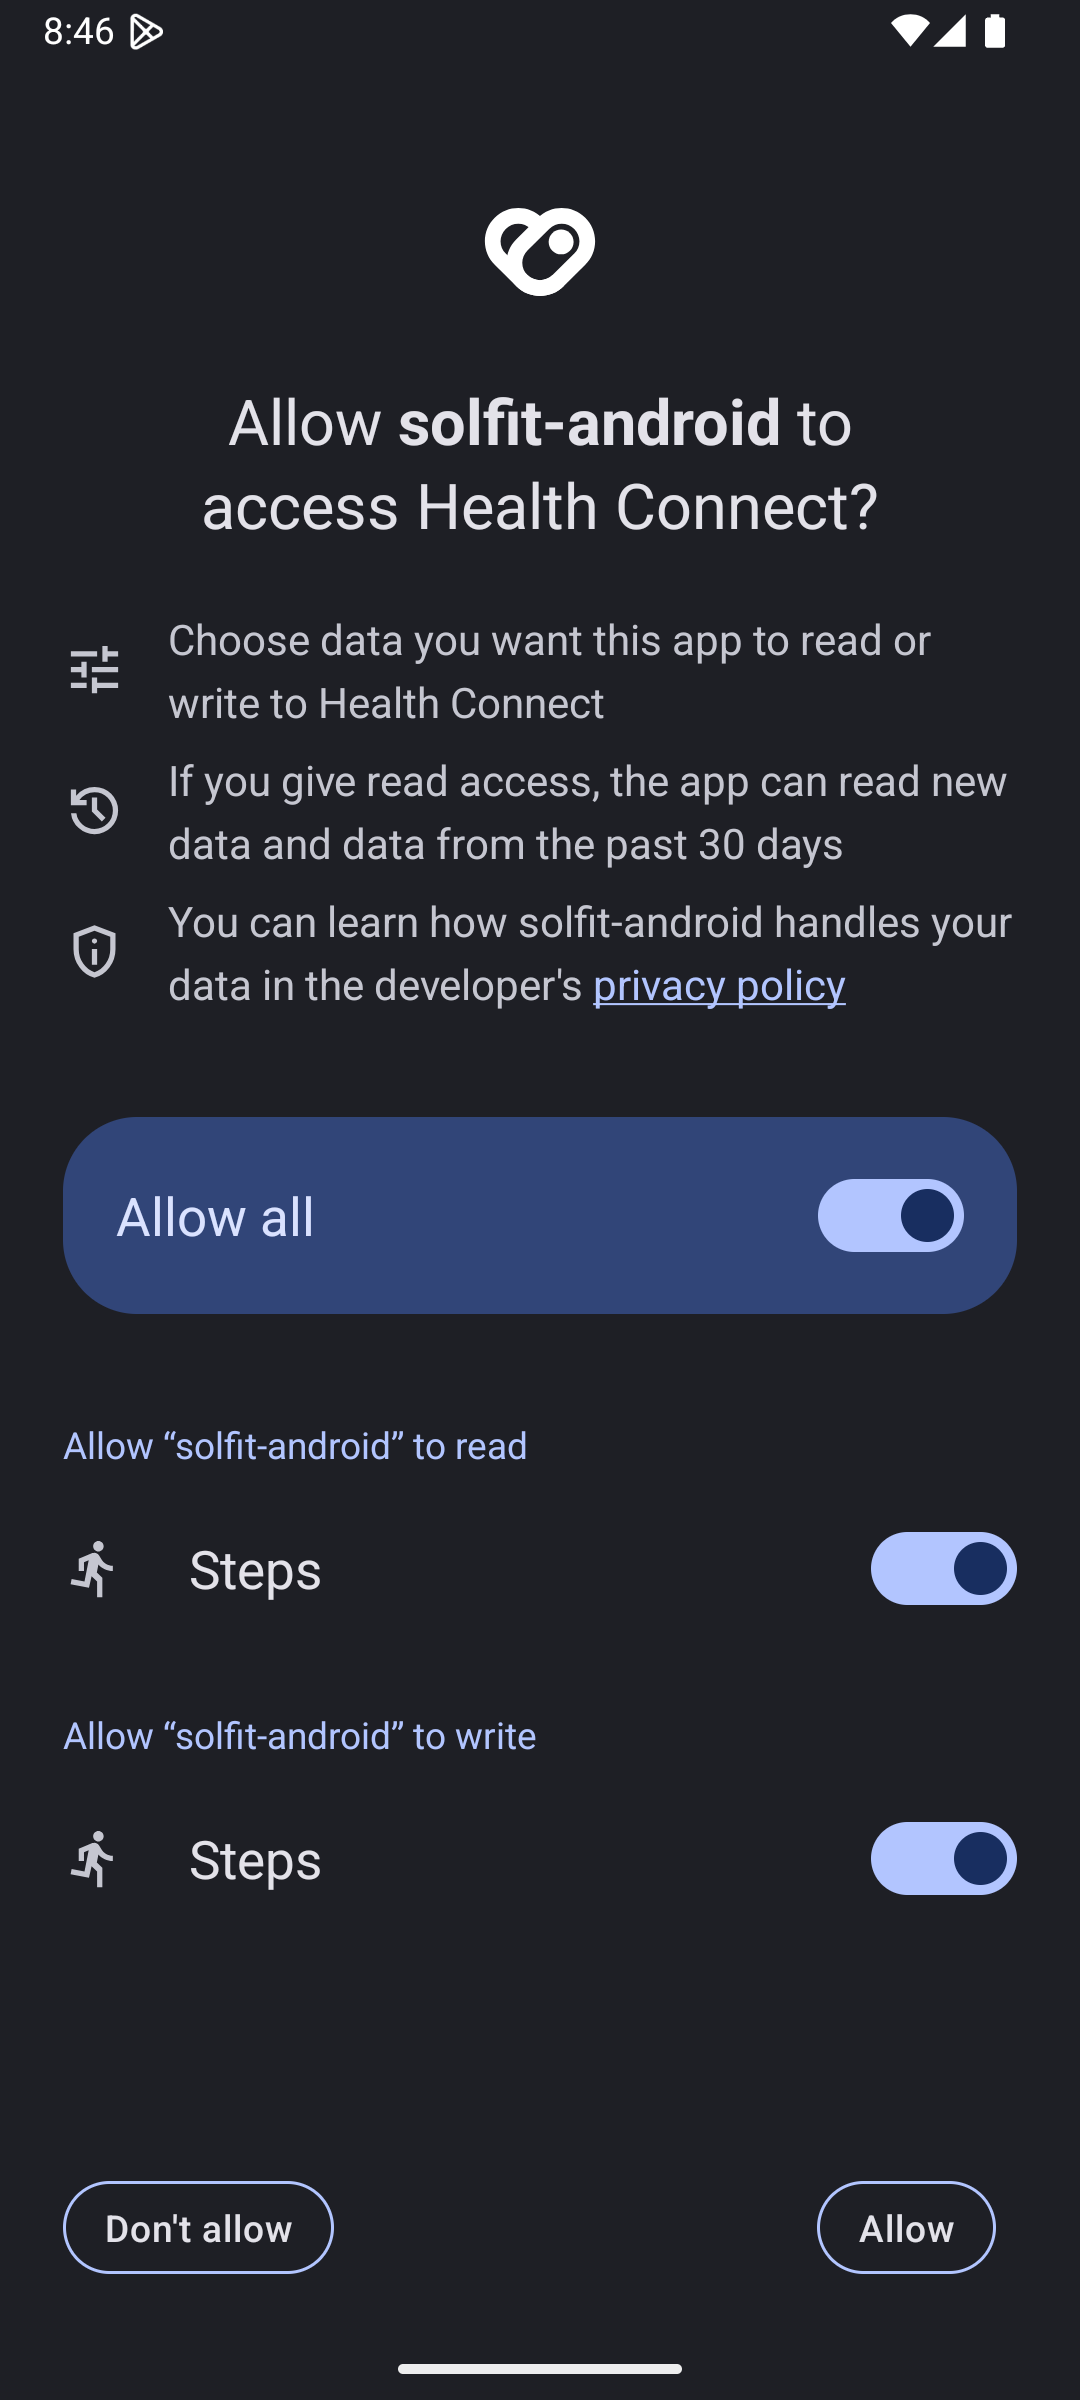 8:46
Allow solfit-android to
access Health Connect?
Choose data you want this app to read or
write to Health Connect
If you give read access, the app can read new
data and data from the past 30 days
You can learn how solfit-android handles your
data in the developer's privacy policy
Allow all
Allow “solfit-android” to read
Steps
Allow “solfit-android” to write
Steps
Don't allow
Allow